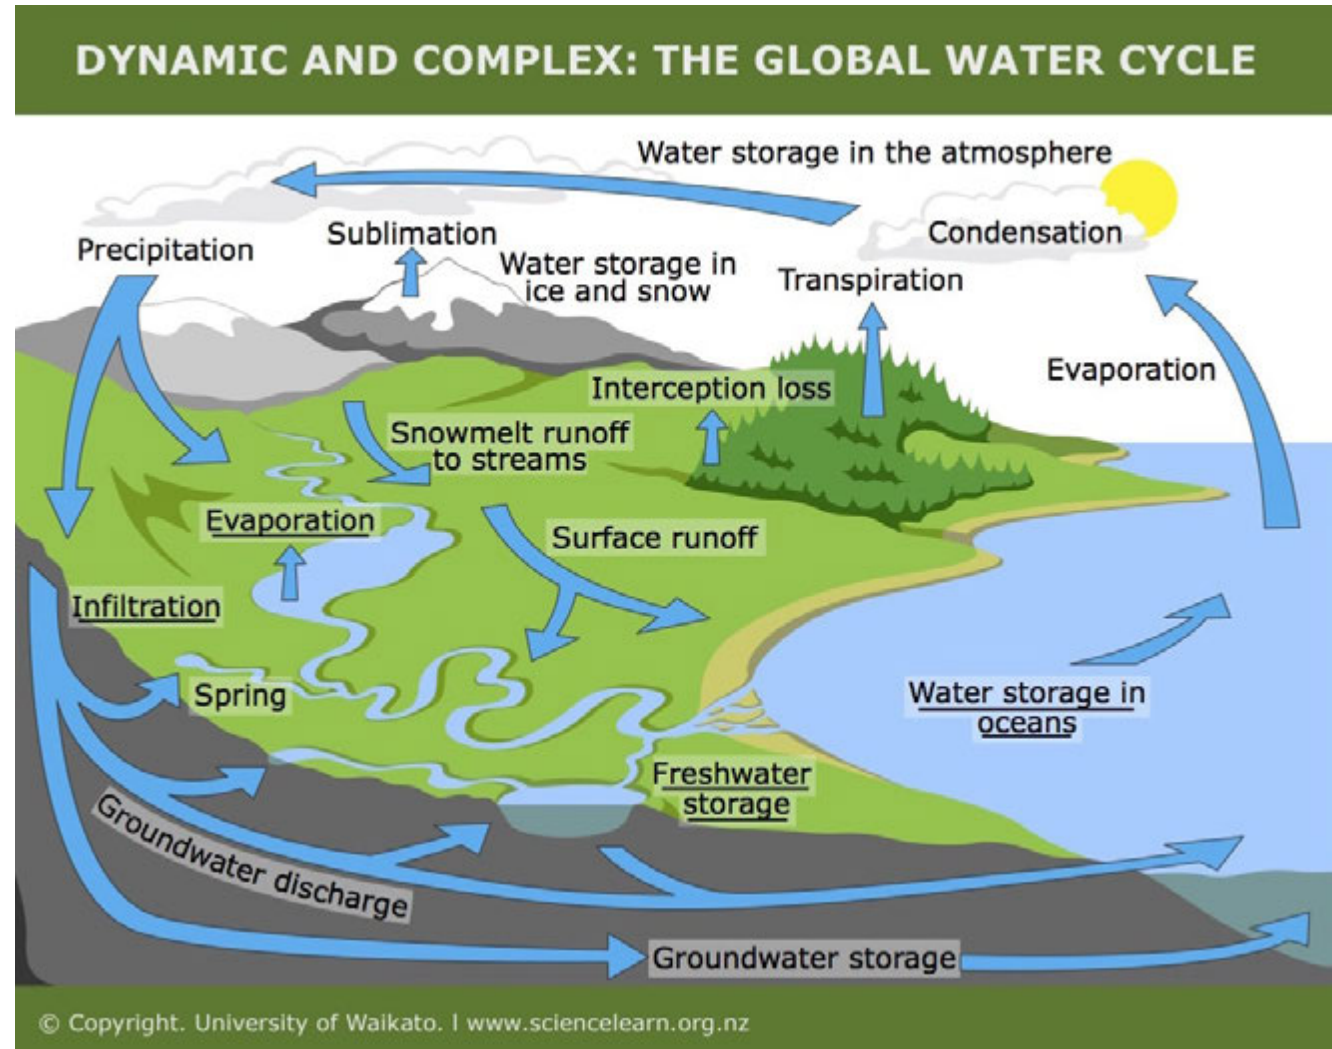 DYNAMIC AND COMPLEX: THE GLOBAL WATER CYCLE
Water storage in the atmosphere
Precipitation
Sublimation
Condensation
Water storage in
ice and snow
Transpiration
Evaporation
Interception loss
Snowmelt runoff
to streams
Evaporation
Surface runoff
Infiltration
Spring
Water storage in
oceans
Freshwater
storage
Groundwater discharge
Groundwater storage
© Copyright. University of Waikato. | www.sciencelearn.org.nz